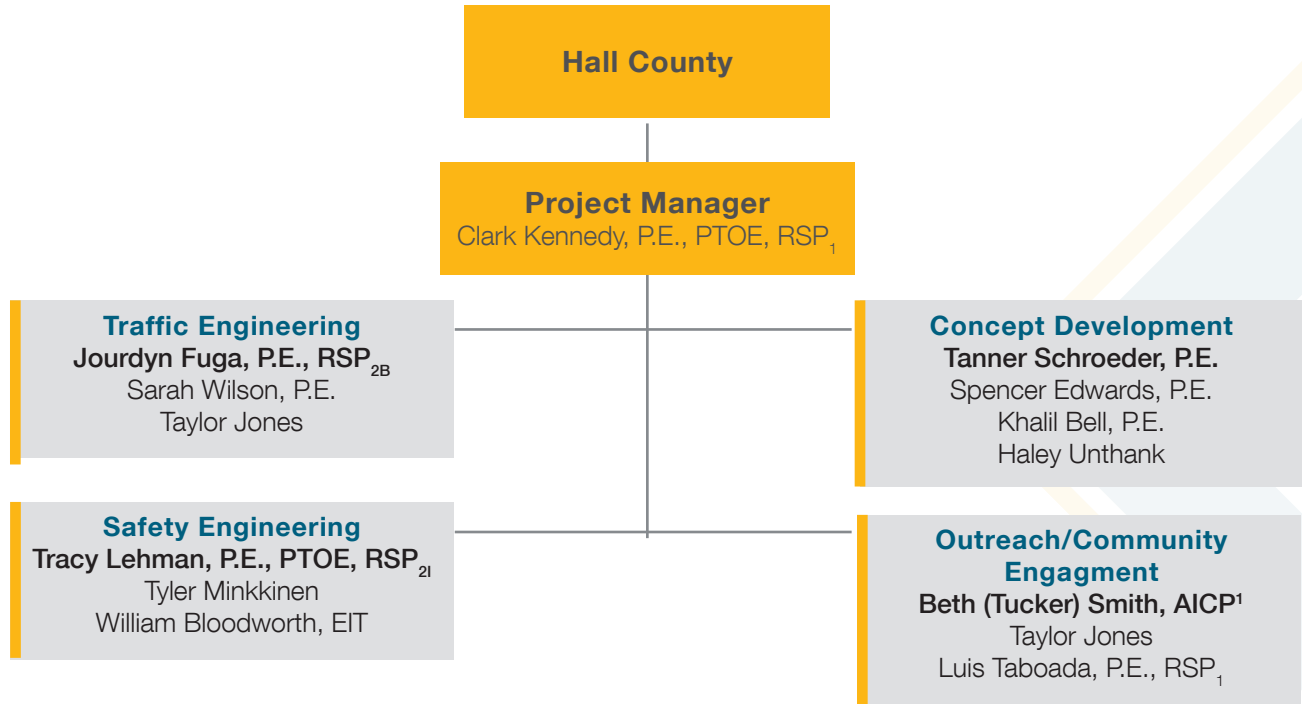 Hall County
Project Manager
Clark Kennedy, P.E., PTOE, RSP₁
Traffic Engineering
Jourdyn Fuga, P.E., RSP₂B
Sarah Wilson, P.E.
Taylor Jones
Safety Engineering
Tracy Lehman, P.E., PTOE, RSP₂I
Tyler Minkkinen
William Bloodworth, EIT
Concept Development
Tanner Schroeder, P.E.
Spencer Edwards, P.E.
Khalil Bell, P.E.
Haley Unthank
Outreach/Community
Engagment
Beth (Tucker) Smith, AICP¹
Taylor Jones
Luis Taboada, P.E., RSP₁